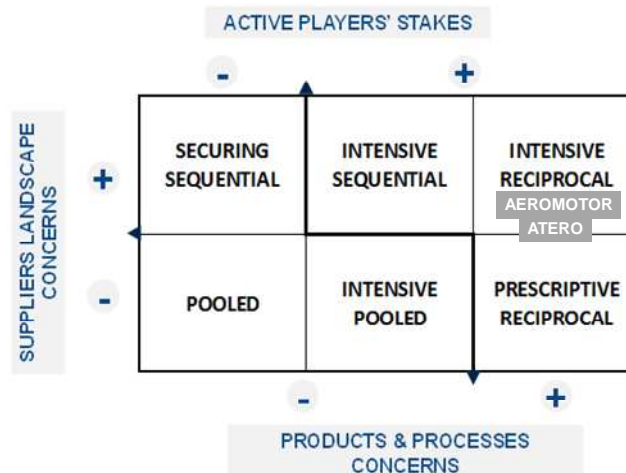 ACTIVE PLAYERS' STAKES
-
+
SUPPLIERS LANDSCAPE
CONCERNS
+
-
SECURING
SEQUENTIAL
INTENSIVE
SEQUENTIAL
INTENSIVE
RECIPROCAL
AEROMOTOR
ATERO
POOLED
INTENSIVE
POOLED
PRESCRIPTIVE
RECIPROCAL
-
+
PRODUCTS & PROCESSES
CONCERNS